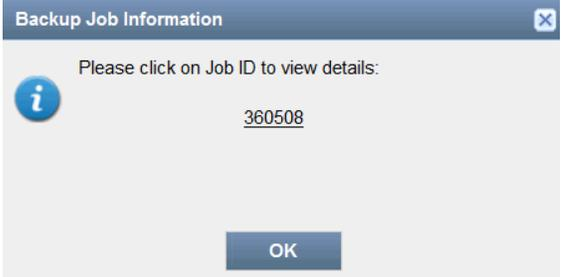 Backup Job Information
Please click on Job ID to view details:
360508
OK